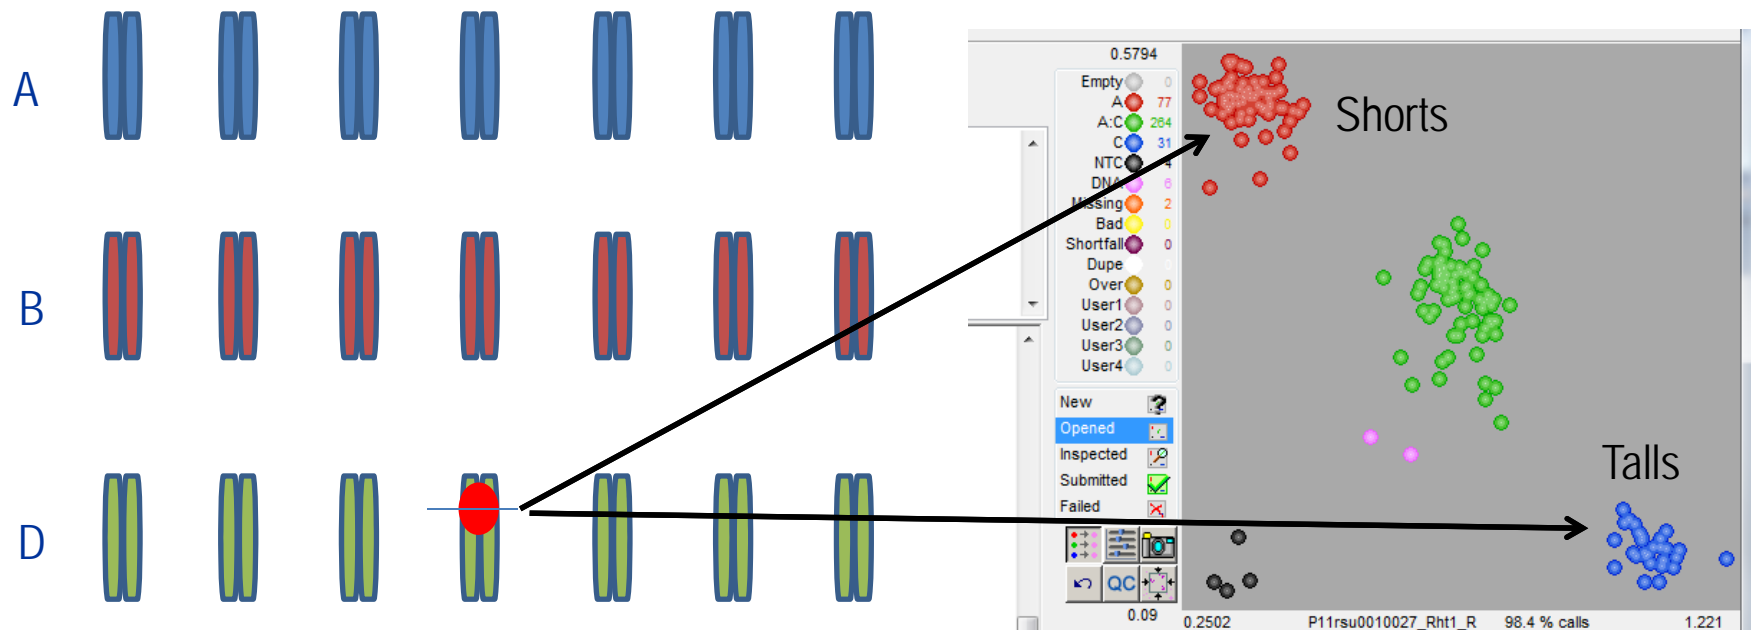 A
B
D
0.5794
Empty 0
A 77
A:C 264
C 31
NTC 4
DNA 6
Missing 2
Bad 0
Shortfall 0
Dupe 0
Over 0
User1 0
User2 0
User3 0
User4 0
New
Opened
Inspected
Submitted
Failed
QC
0.09
Shorts
Talls
0.2502 P11rsu0010027_Rht1_R 98.4 % calls 1.221